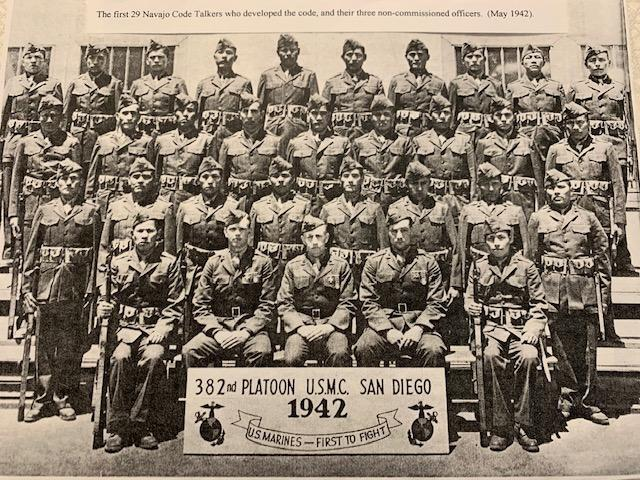 The first 29 Navajo Code Talkers who developed the code, and their three non-commissioned officers. (May 1942).
382nd PLATOON U.S.M.C. SAN DIEGO
1942
U.S. MARINES — FIRST TO FIGHT